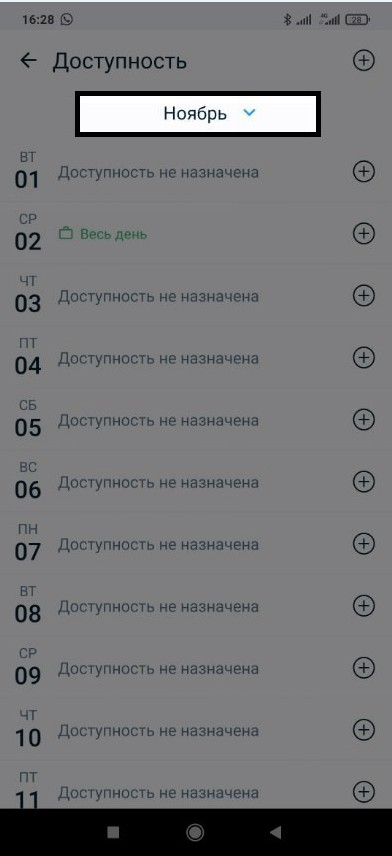 16:28
4G 28
Доступность
Ноябрь
ВТ
01 Доступность не назначена
СР
02 Весь день
ЧТ
03 Доступность не назначена
ПТ
04 Доступность не назначена
СБ
05 Доступность не назначена
ВС
06 Доступность не назначена
ПН
07 Доступность не назначена
ВТ
08 Доступность не назначена
СР
09 Доступность не назначена
ЧТ
10 Доступность не назначена
ПТ
11 Доступность не назначена